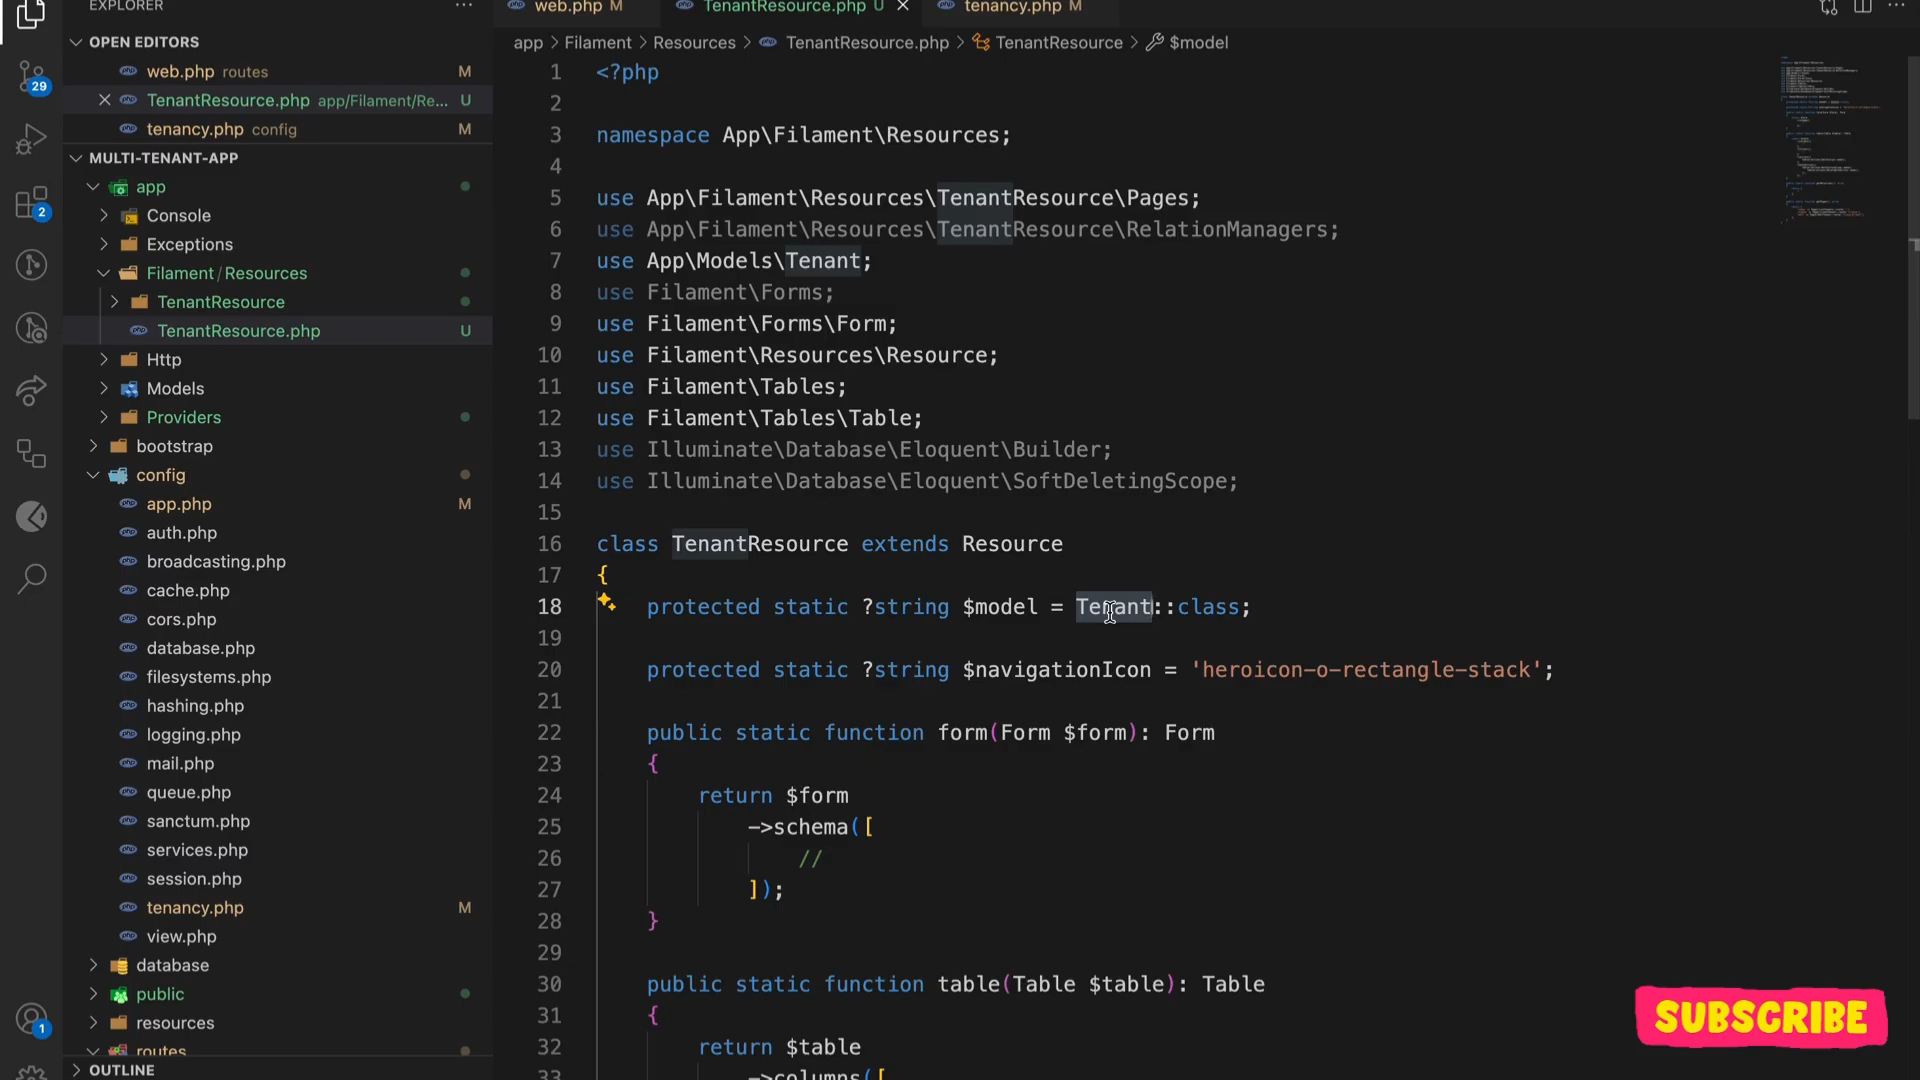 EXPLORER
OPEN EDITORS
web.php routes M
TenantResource.php app/Filament/Re... U
tenancy.php config M
MULTI-TENANT-APP
app
Console
Exceptions
Filament / Resources
TenantResource
TenantResource.php U
Http
Models
Providers
bootstrap
config
app.php M
auth.php
broadcasting.php
cache.php
cors.php
database.php
filesystems.php
hashing.php
logging.php
mail.php
queue.php
sanctum.php
services.php
session.php
tenancy.php M
view.php
database
public
resources
routes
OUTLINE
29
2
1
web.php M
TenantResource.php U
tenancy.php M
app > Filament > Resources > TenantResource.php > TenantResource > $model
1 <?php
2
3 namespace App\Filament\Resources;
4
5 use App\Filament\Resources\TenantResource\Pages;
6 use App\Filament\Resources\TenantResource\RelationManagers;
7 use App\Models\Tenant;
8 use Filament\Forms;
9 use Filament\Forms\Form;
10 use Filament\Resources\Resource;
11 use Filament\Tables;
12 use Filament\Tables\Table;
13 use Illuminate\Database\Eloquent\Builder;
14 use Illuminate\Database\Eloquent\SoftDeletingScope;
15
16 class TenantResource extends Resource
17 {
18 protected static ?string $model = Tenant::class;
19
20 protected static ?string $navigationIcon = 'heroicon-o-rectangle-stack';
21
22 public static function form(Form $form): Form
23 {
24 return $form
25 ->schema([
26 //
27 ]);
28 }
29
30 public static function table(Table $table): Table
31 {
32 return $table
33 ->columns([
SUBSCRIBE